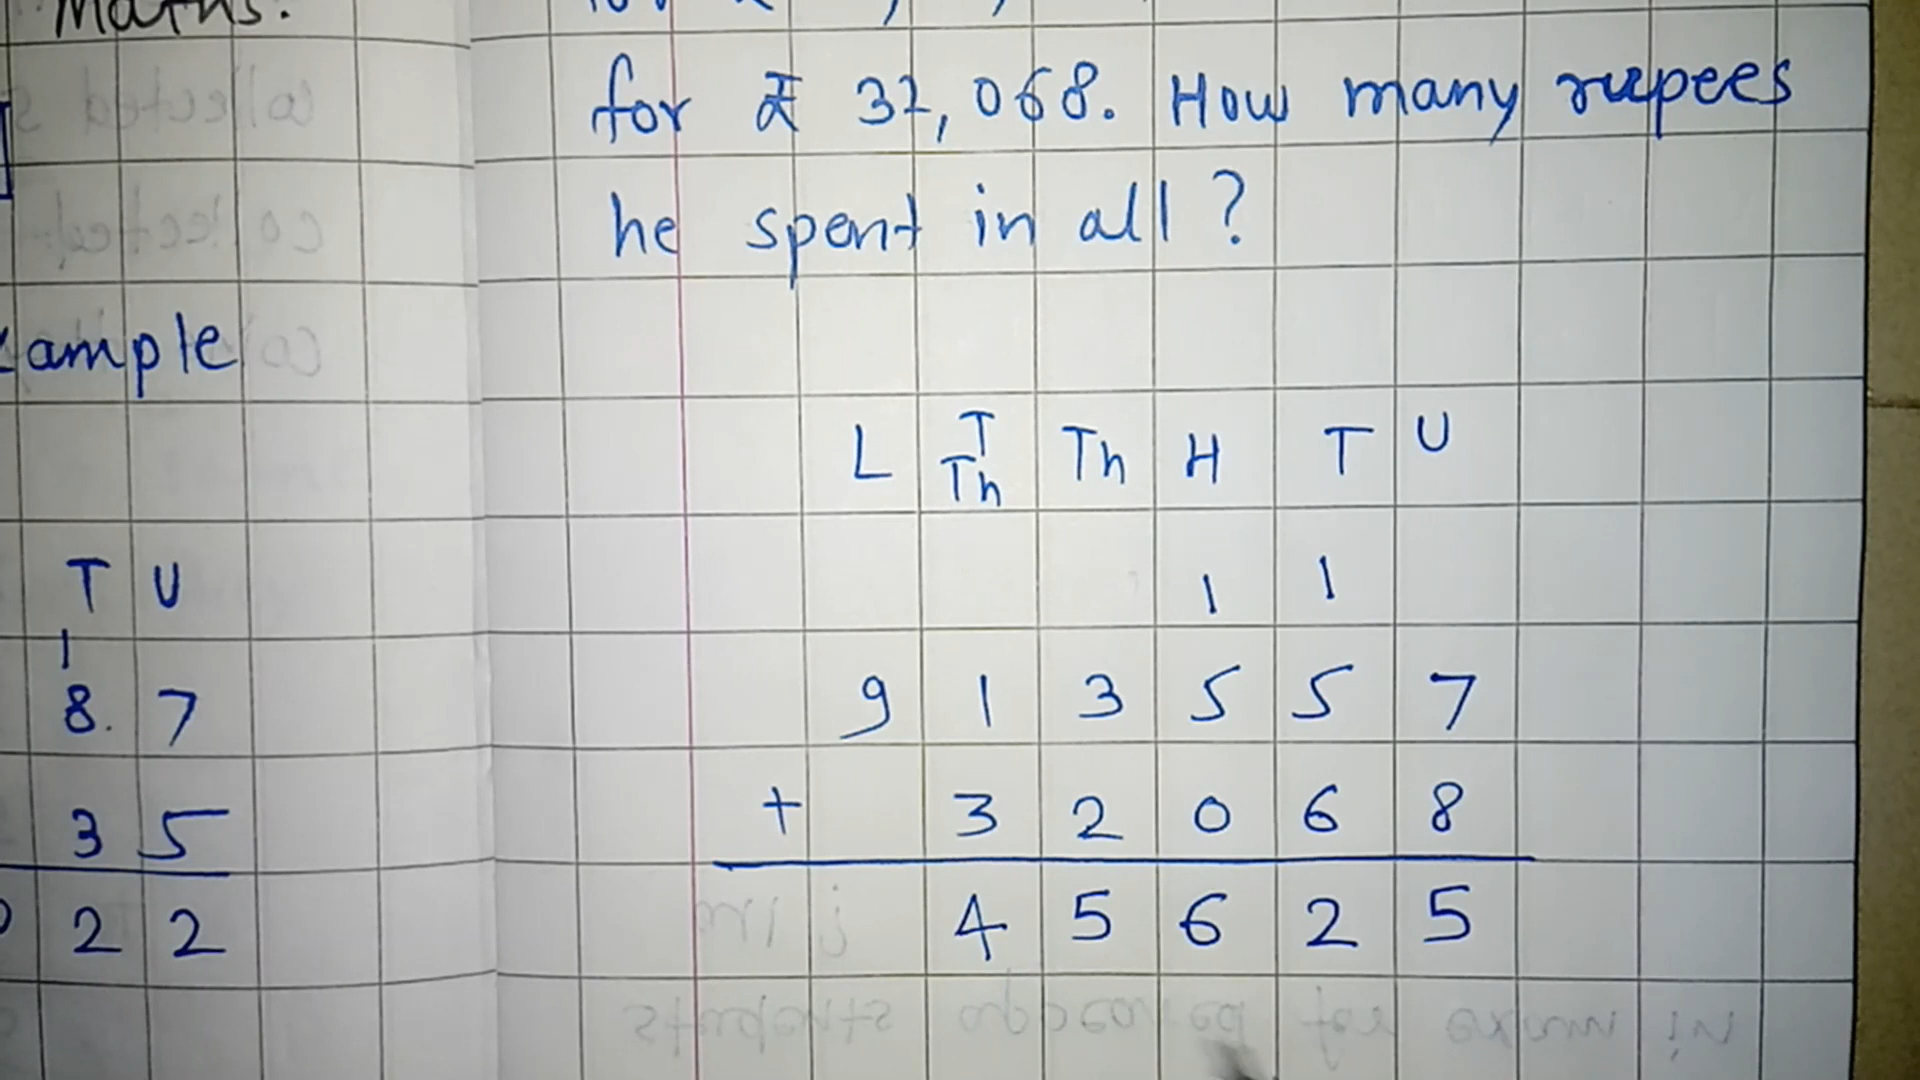 Maths.
ample
T U
1
8. 7
3 5
2 2
for ₹ 32,068. How many rupees
he spent in all ?
L T Th Th H T U
1 1
9 1 3 5 5 7
+ 3 2 0 6 8
4 5 6 2 5